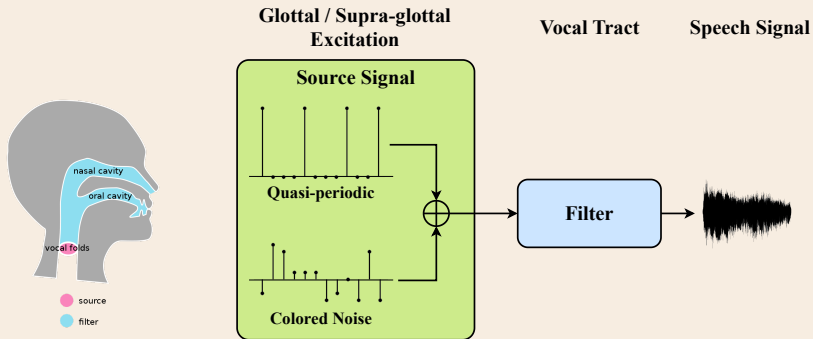 Glottal / Supra-glottal
Excitation
Vocal Tract
Speech Signal
Source Signal
nasal cavity
oral cavity
vocal folds
source
filter
Quasi-periodic
Filter
Colored Noise